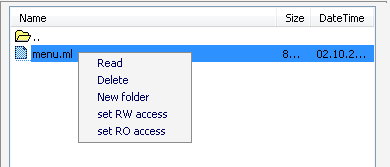 Name Size DateTime
..
menu.ml 8... 02.10.2...
Read
Delete
New folder
set RW access
set RO access